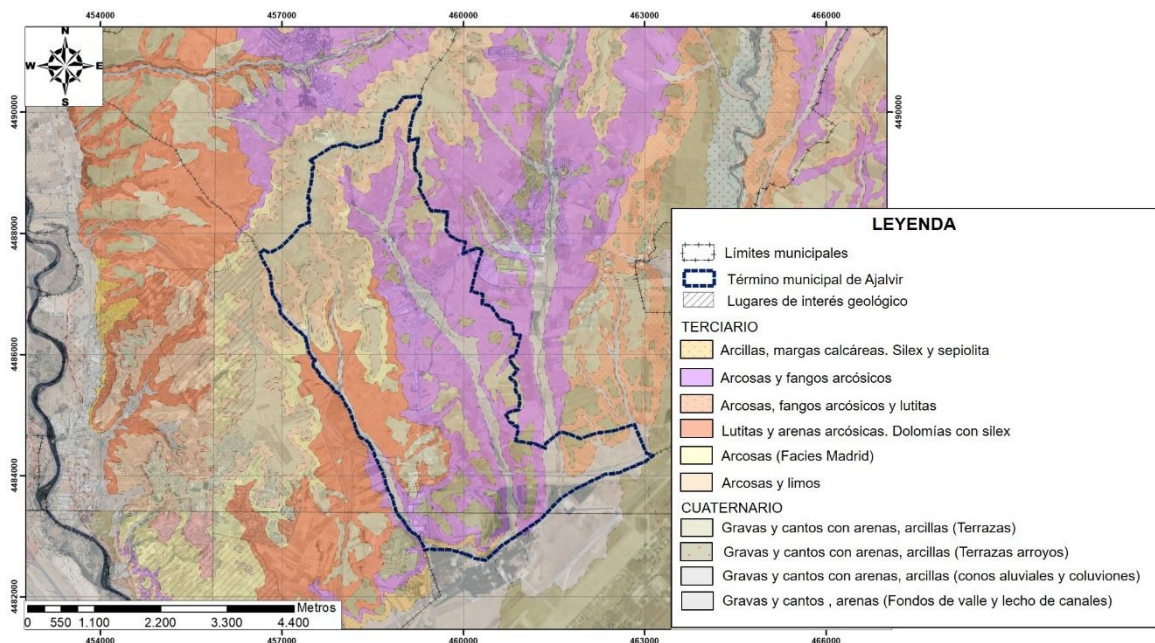 454000 457000 460000 463000 466000
N
W E
S
4490000 4490000
4488000
4486000
4484000
4482000
LEYENDA
Límites municipales
Término municipal de Ajalvir
Lugares de interés geológico
TERCIARIO
Arcillas, margas calcáreas. Silex y sepiolita
Arcosas y fangos arcósicos
Arcosas, fangos arcósicos y lutitas
Lutitas y arenas arcósicas. Dolomías con silex
Arcosas (Facies Madrid)
Arcosas y limos
CUATERNARIO
Gravas y cantos con arenas, arcillas (Terrazas)
Gravas y cantos con arenas, arcillas (Terrazas arroyos)
Gravas y cantos con arenas, arcillas (conos aluviales y coluviones)
Gravas y cantos , arenas (Fondos de valle y lecho de canales)
Metros
0 550 1.100 2.200 3.300 4.400
454000 457000 460000 463000 466000